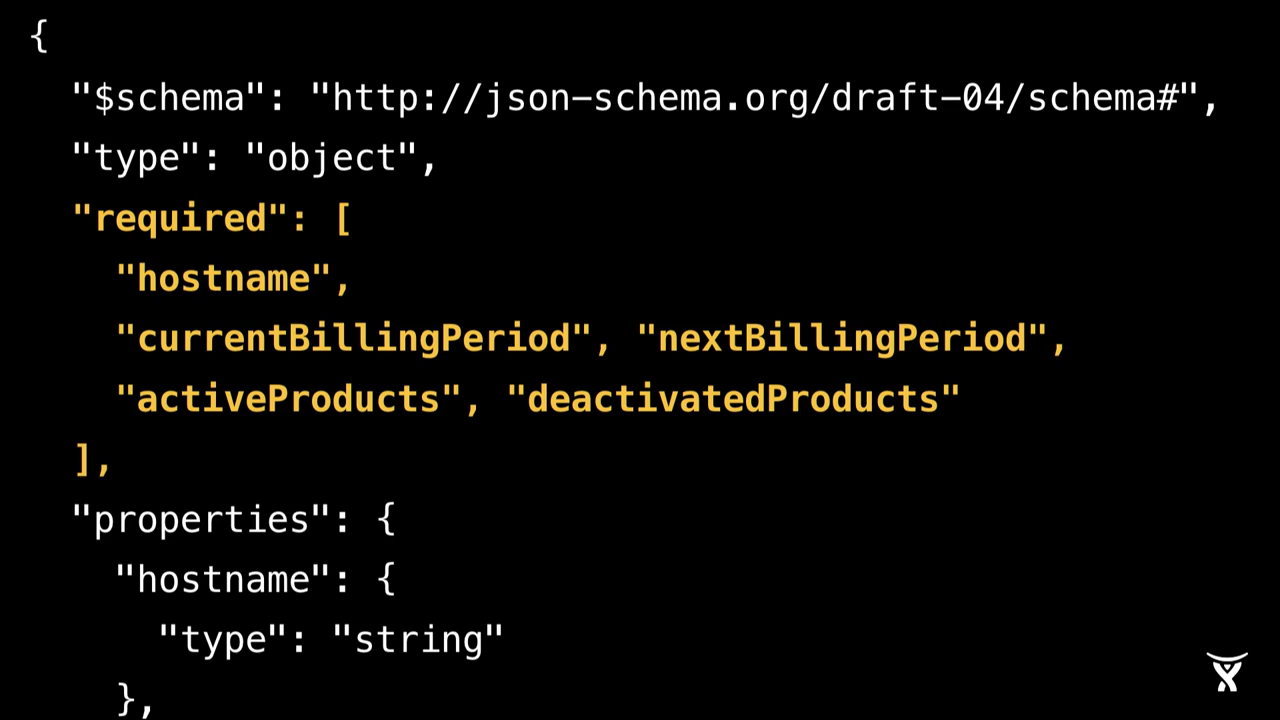 {
"$schema": "http://json-schema.org/draft-04/schema#",
"type": "object",
"required": [
"hostname",
"currentBillingPeriod", "nextBillingPeriod",
"activeProducts", "deactivatedProducts"
],
"properties": {
"hostname": {
"type": "string"
},